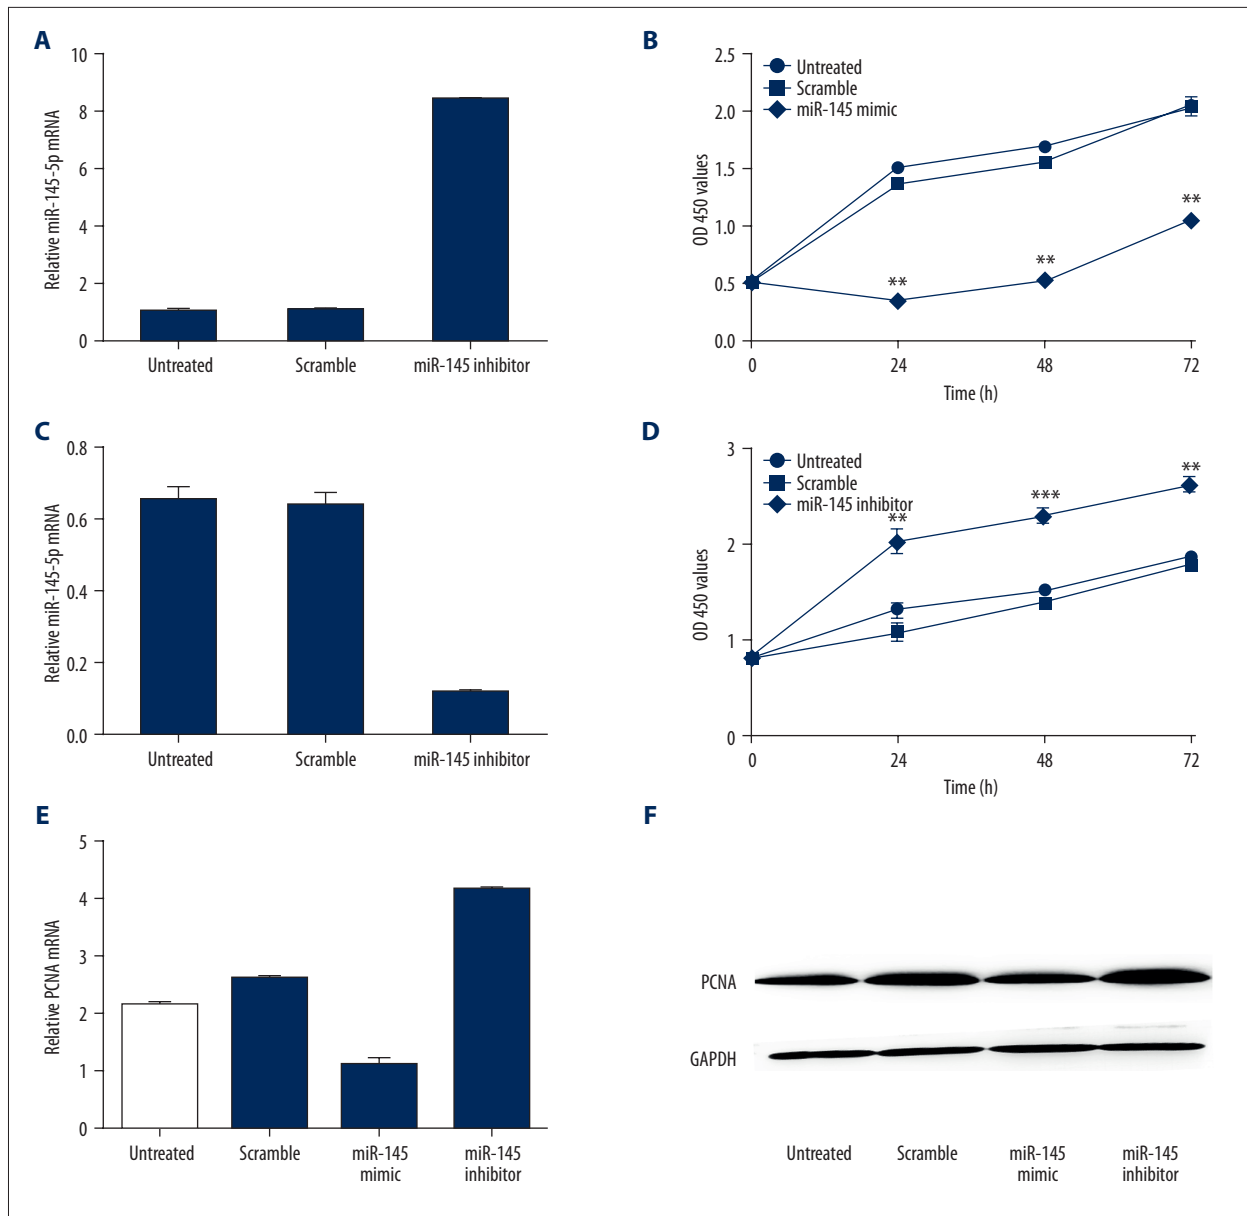 A
Relative miR-145-5p mRNA
10
8
6
4
2
0
Untreated Scramble miR-145 inhibitor
B
OD 450 values
2.5
2.0
1.5
1.0
0.5
0.0
Untreated
Scramble
miR-145 mimic
**
**
**
0 24 48 72
Time (h)
C
Relative miR-145-5p mRNA
0.8
0.6
0.4
0.2
0.0
Untreated Scramble miR-145 inhibitor
D
OD 450 values
3
2
1
0
Untreated
Scramble
miR-145 inhibitor
**
***
**
0 24 48 72
Time (h)
E
Relative PCNA mRNA
5
4
3
2
1
0
Untreated Scramble miR-145 miR-145
mimic inhibitor
F
PCNA
GAPDH
Untreated Scramble miR-145 miR-145
mimic inhibitor